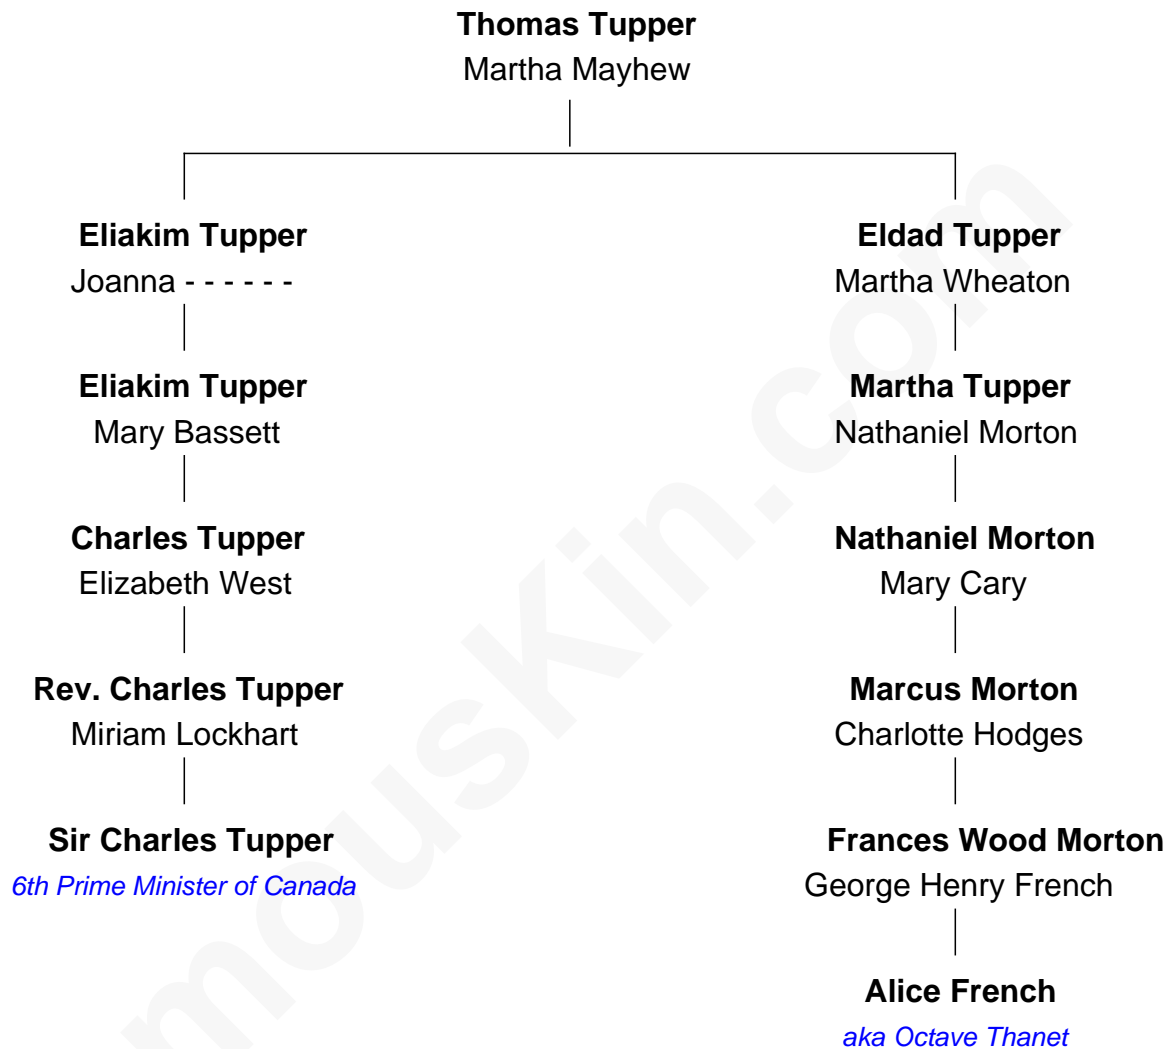 Thomas Tupper
Martha Mayhew
Eliakim Tupper
Joanna - - - - - -
Eldad Tupper
Martha Wheaton
Eliakim Tupper
Mary Bassett
Martha Tupper
Nathaniel Morton
Charles Tupper
Elizabeth West
Nathaniel Morton
Mary Cary
Rev. Charles Tupper
Miriam Lockhart
Marcus Morton
Charlotte Hodges
Sir Charles Tupper
6th Prime Minister of Canada
Frances Wood Morton
George Henry French
Alice French
aka Octave Thanet
mousKin.com